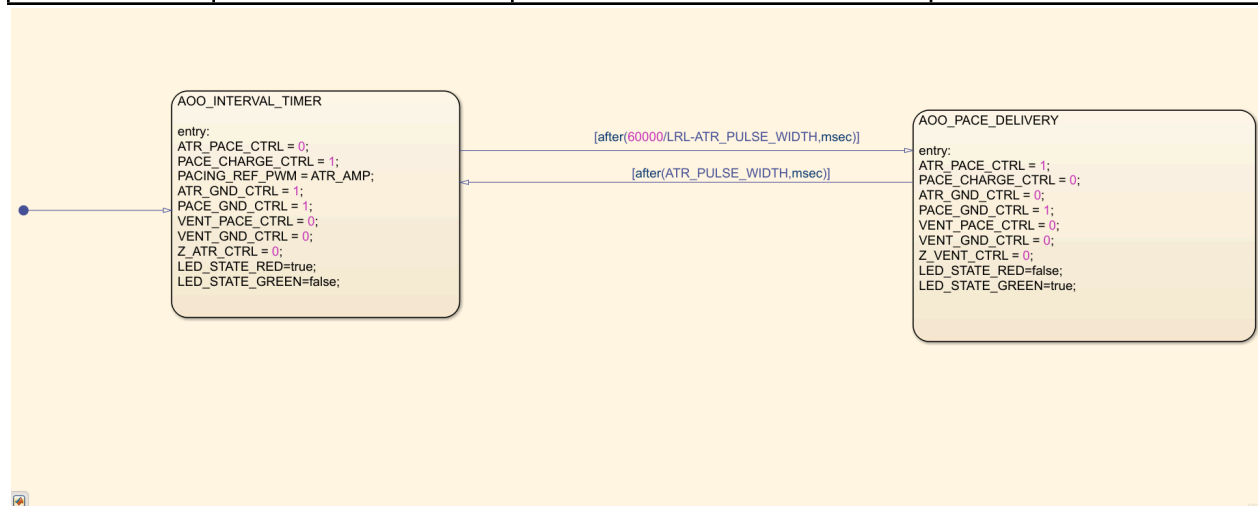 AOO_INTERVAL_TIMER
entry:
ATR_PACE_CTRL = 0;
PACE_CHARGE_CTRL = 1;
PACING_REF_PWM = ATR_AMP;
ATR_GND_CTRL = 1;
PACE_GND_CTRL = 1;
VENT_PACE_CTRL = 0;
VENT_GND_CTRL = 0;
Z_ATR_CTRL = 0;
LED_STATE_RED=true;
LED_STATE_GREEN=false;
[after(60000/LRL-ATR_PULSE_WIDTH,msec)]
[after(ATR_PULSE_WIDTH,msec)]
AOO_PACE_DELIVERY
entry:
ATR_PACE_CTRL = 1;
PACE_CHARGE_CTRL = 0;
ATR_GND_CTRL = 0;
PACE_GND_CTRL = 1;
VENT_PACE_CTRL = 0;
VENT_GND_CTRL = 0;
Z_VENT_CTRL = 0;
LED_STATE_RED=false;
LED_STATE_GREEN=true;